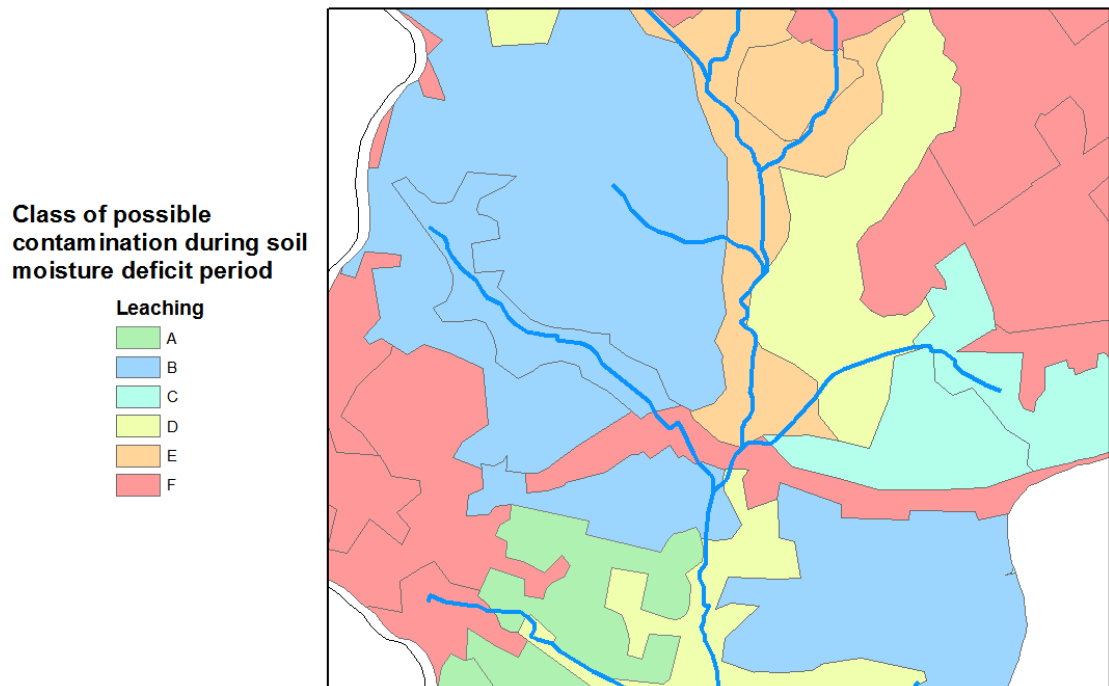 Class of possible
contamination during soil
moisture deficit period
Leaching
A
B
C
D
E
F